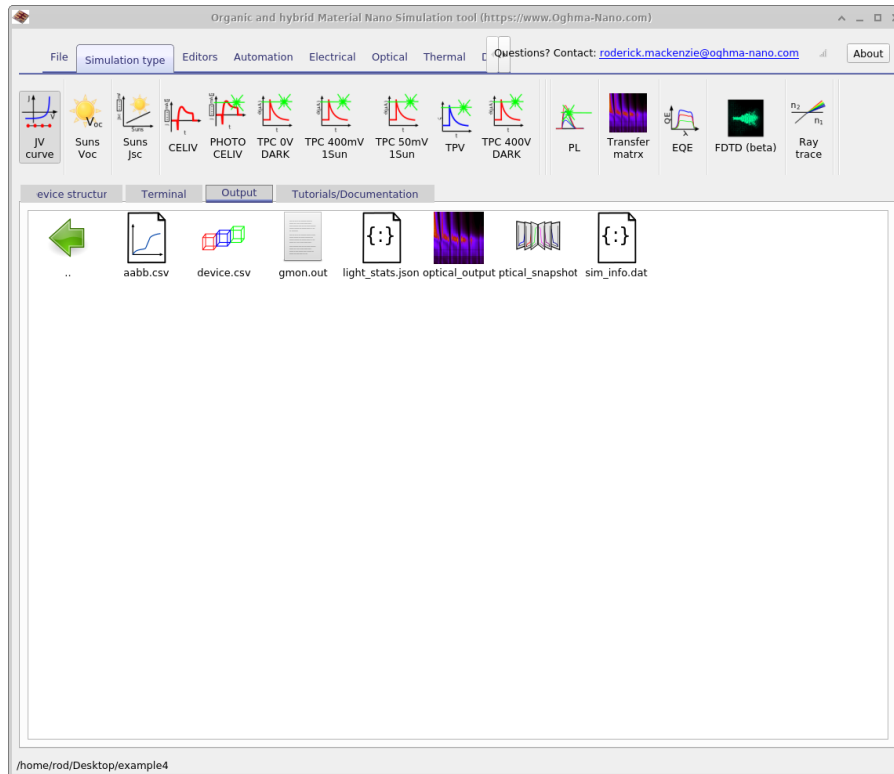 Organic and hybrid Material Nano Simulation tool (https://www.Oghma-Nano.com)
File Simulation type Editors Automation Electrical Optical Thermal Questions? Contact: roderick.mackenzie@oghma-nano.com About
JV curve
Suns Voc
Suns Jsc
CELIV
PHOTO CELIV
TPC 0V DARK
TPC 400mV 1Sun
TPC 50mV 1Sun
TPV
TPC 400V DARK
PL
Transfer matrx
EQE
FDTD (beta)
Ray trace
evice structur Terminal Output Tutorials/Documentation
.. aabb.csv device.csv gmon.out light_stats.json optical_output ptical_snapshot sim_info.dat
/home/rod/Desktop/example4